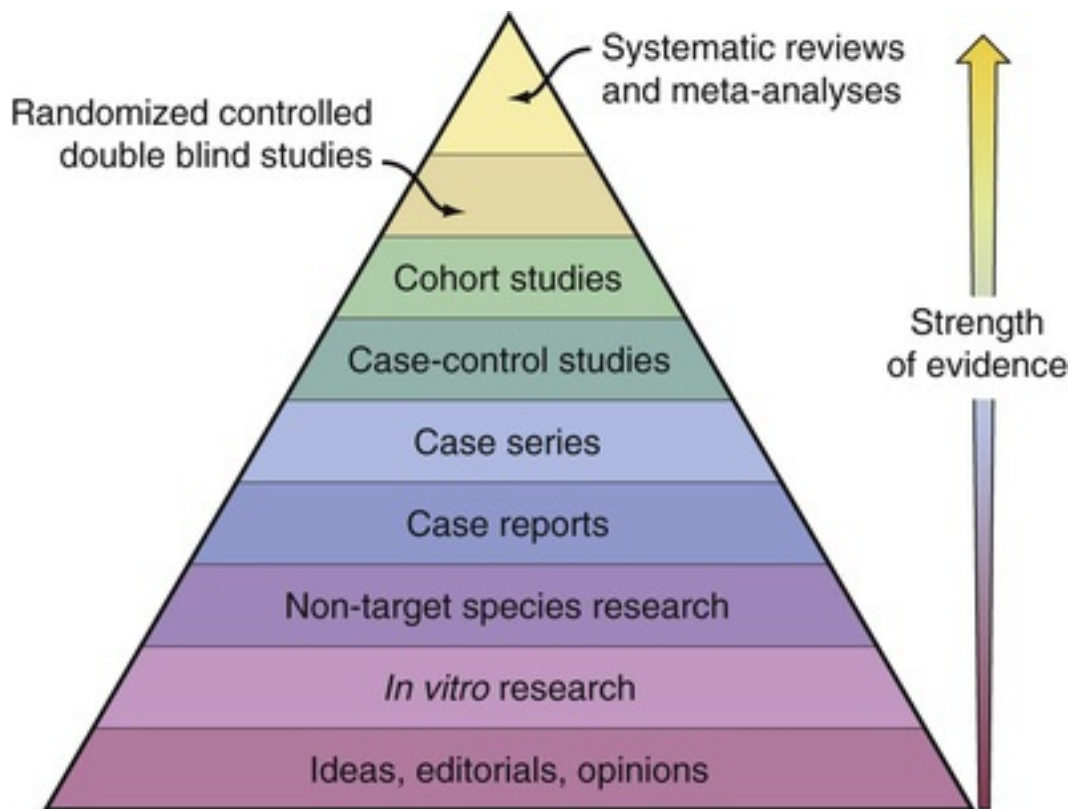 Systematic reviews
and meta-analyses
Randomized controlled
double blind studies
Cohort studies
Case-control studies
Case series
Case reports
Non-target species research
In vitro research
Ideas, editorials, opinions
Strength
of evidence